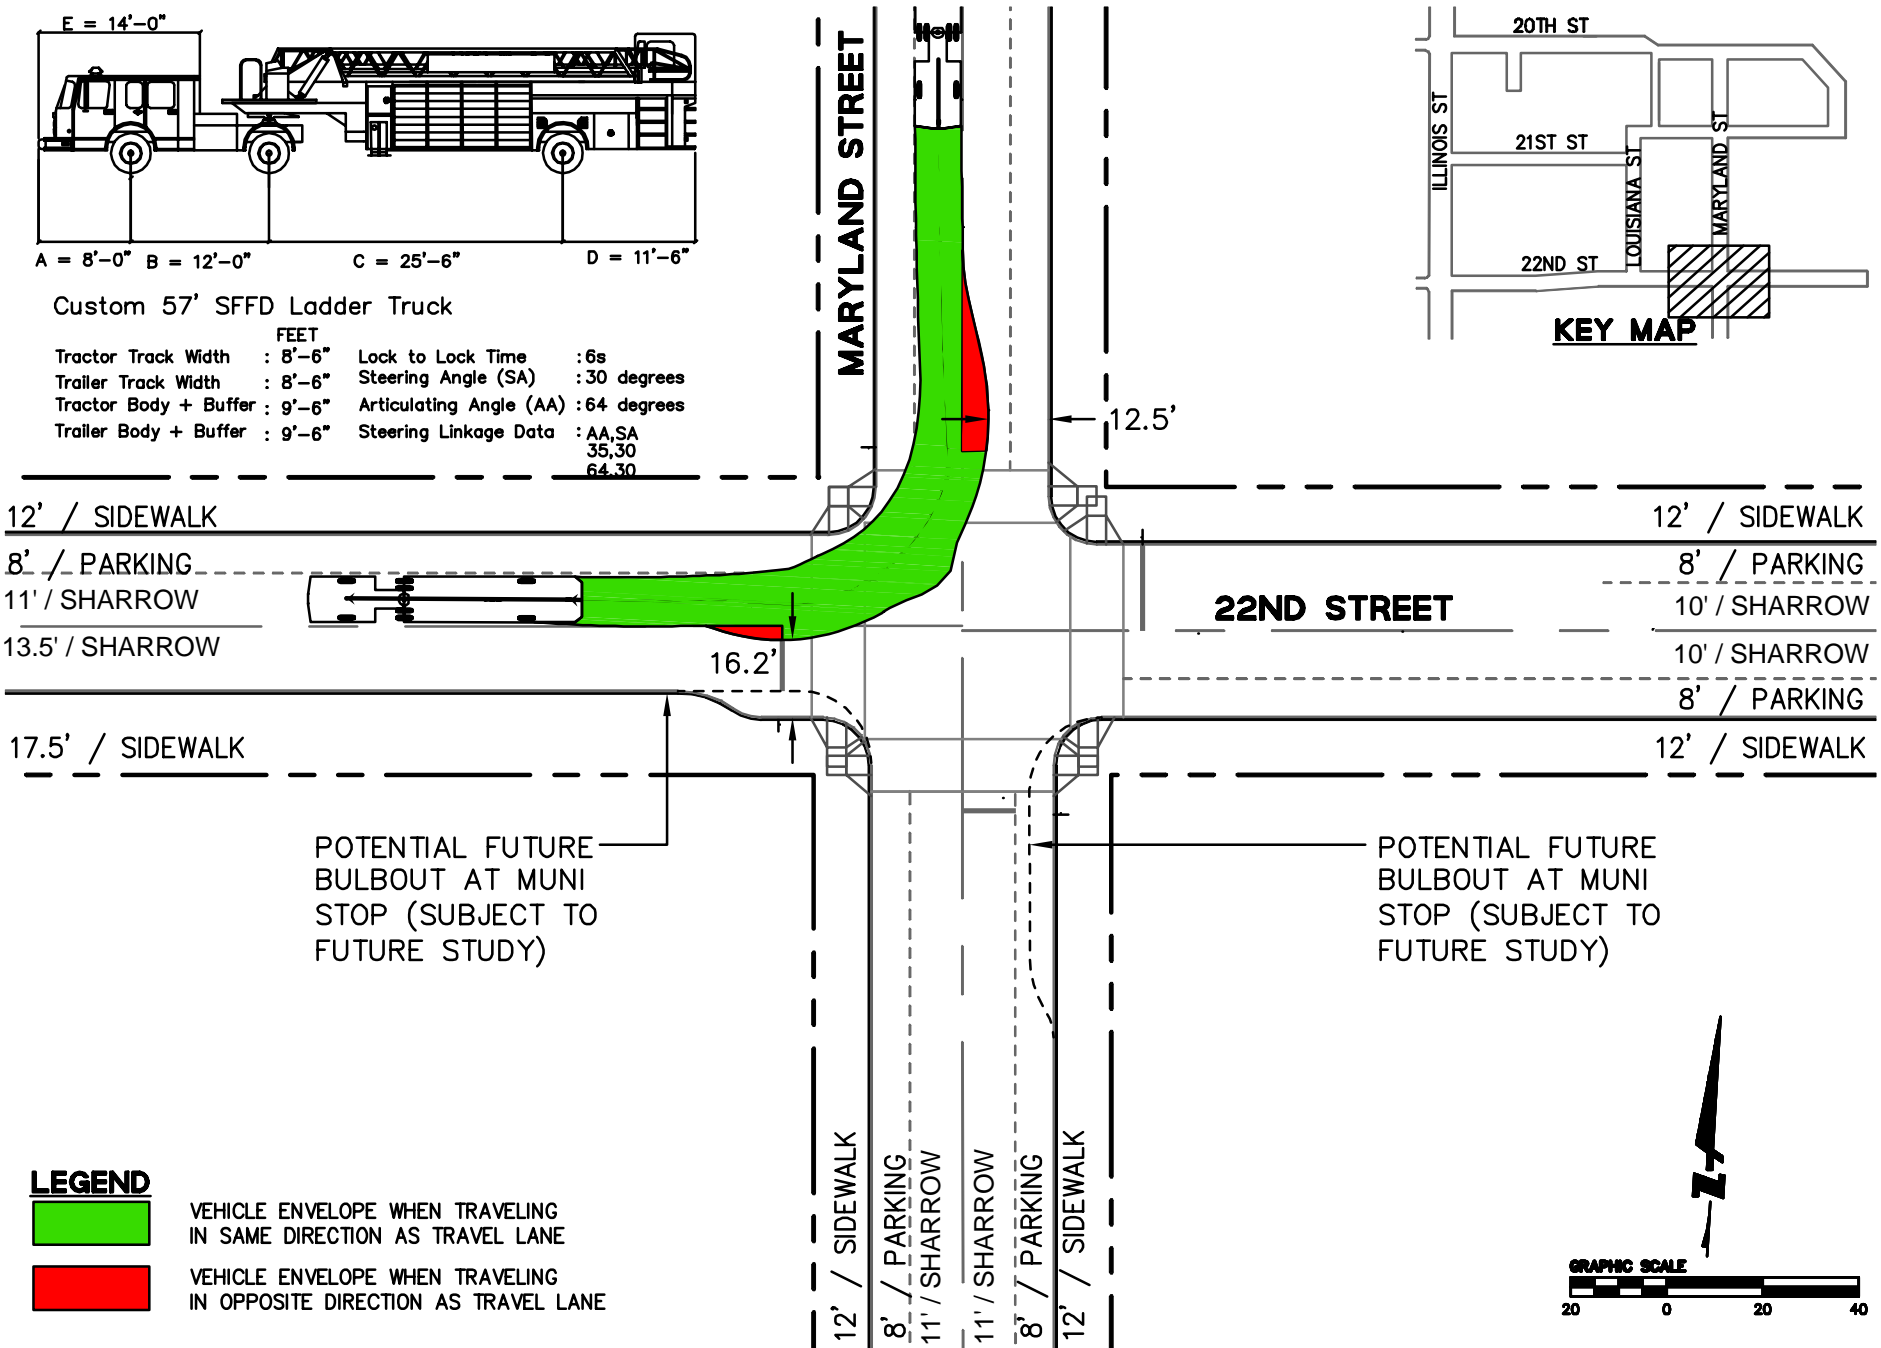 E = 14'-0"
A = 8'-0"
B = 12'-0"
C = 25'-6"
D = 11'-6"
Custom 57' SFFD Ladder Truck
FEET
Tractor Track Width : 8'-6" Lock to Lock Time : 6s
Trailer Track Width : 8'-6" Steering Angle (SA) : 30 degrees
Tractor Body + Buffer : 9'-6" Articulating Angle (AA) : 64 degrees
Trailer Body + Buffer : 9'-6" Steering Linkage Data : AA,SA
35,30
64,30
MARYLAND STREET
20TH ST
21ST ST
22ND ST
ILLINOIS ST
LOUISIANA ST
MARYLAND ST
KEY MAP
12.5'
12' / SIDEWALK
8' / PARKING
11' / SHARROW
13.5' / SHARROW
17.5' / SIDEWALK
16.2'
22ND STREET
12' / SIDEWALK
8' / PARKING
10' / SHARROW
10' / SHARROW
8' / PARKING
12' / SIDEWALK
POTENTIAL FUTURE
BULBOUT AT MUNI
STOP (SUBJECT TO
FUTURE STUDY)
POTENTIAL FUTURE
BULBOUT AT MUNI
STOP (SUBJECT TO
FUTURE STUDY)
12' / SIDEWALK
8' / PARKING
11' / SHARROW
11' / SHARROW
8' / PARKING
12' / SIDEWALK
LEGEND
VEHICLE ENVELOPE WHEN TRAVELING
IN SAME DIRECTION AS TRAVEL LANE
VEHICLE ENVELOPE WHEN TRAVELING
IN OPPOSITE DIRECTION AS TRAVEL LANE
N
GRAPHIC SCALE
20 0 20 40